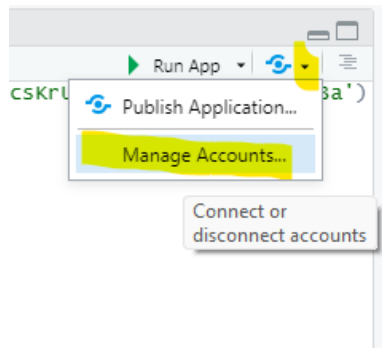 Run App
Publish Application...
Manage Accounts...
Connect or
disconnect accounts